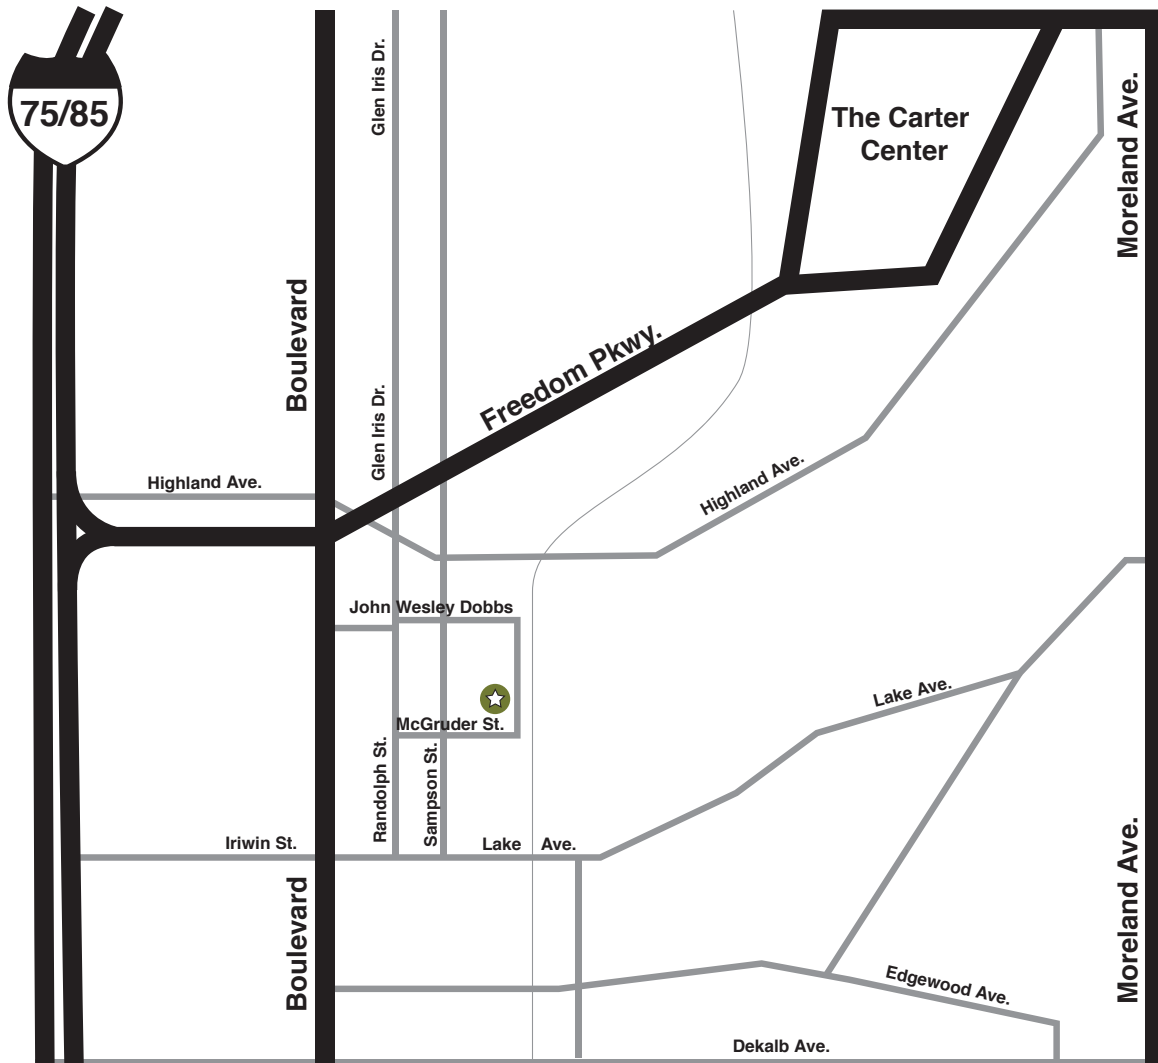 75/85
Glen Iris Dr.
The Carter
Center
Moreland Ave.
Boulevard
Freedom Pkwy.
Glen Iris Dr.
Highland Ave.
Highland Ave.
John Wesley Dobbs
McGruder St.
Lake Ave.
Randolph St.
Sampson St.
Iriwin St.
Lake Ave.
Boulevard
Moreland Ave.
Edgewood Ave.
Dekalb Ave.